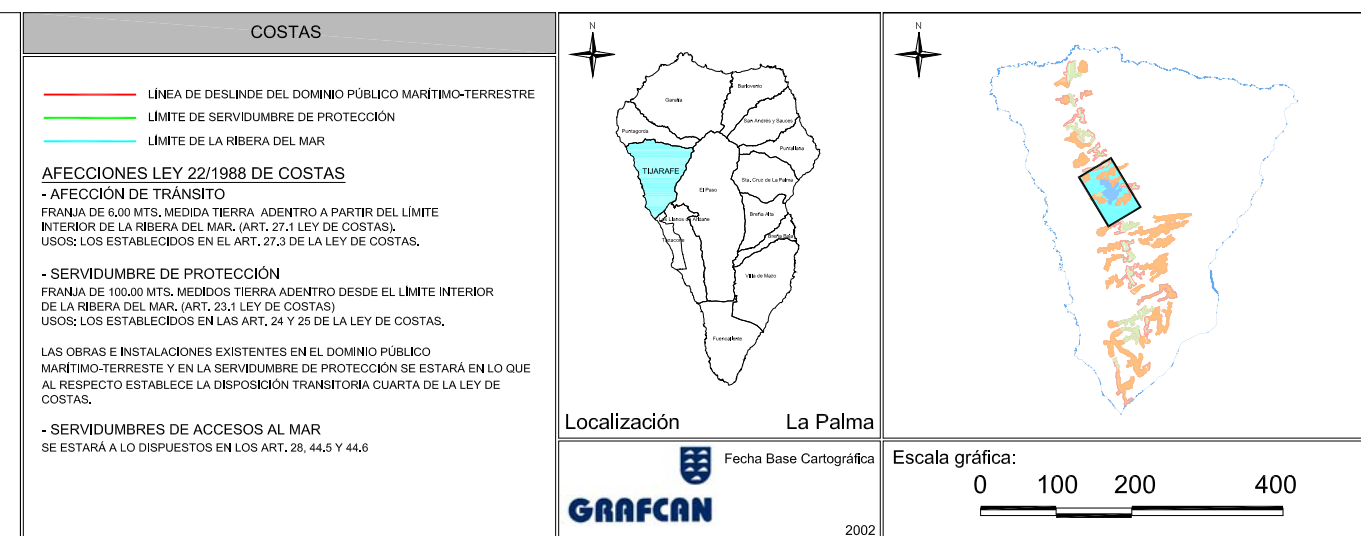 COSTAS
LÍNEA DE DESLINDE DEL DOMINIO PÚBLICO MARÍTIMO-TERRESTRE
LÍMITE DE SERVIDUMBRE DE PROTECCIÓN
LÍMITE DE LA RIBERA DEL MAR
AFECCIONES LEY 22/1988 DE COSTAS
- AFECCIÓN DE TRÁNSITO
FRANJA DE 6.00 MTS. MEDIDA TIERRA ADENTRO A PARTIR DEL LÍMITE
INTERIOR DE LA RIBERA DEL MAR. (ART. 27.1 LEY DE COSTAS).
USOS: LOS ESTABLECIDOS EN EL ART. 27.3 DE LA LEY DE COSTAS.
- SERVIDUMBRE DE PROTECCIÓN
FRANJA DE 100.00 MTS. MEDIDOS TIERRA ADENTRO DESDE EL LÍMITE INTERIOR
DE LA RIBERA DEL MAR. (ART. 23.1 LEY DE COSTAS)
USOS: LOS ESTABLECIDOS EN LAS ART. 24 Y 25 DE LA LEY DE COSTAS.
LAS OBRAS E INSTALACIONES EXISTENTES EN EL DOMINIO PÚBLICO
MARÍTIMO-TERRESTE Y EN LA SERVIDUMBRE DE PROTECCIÓN SE ESTARÁ EN LO QUE
AL RESPECTO ESTABLECE LA DISPOSICIÓN TRANSITORIA CUARTA DE LA LEY DE
COSTAS.
- SERVIDUMBRES DE ACCESOS AL MAR
SE ESTARÁ A LO DISPUESTOS EN LOS ART. 28, 44.5 Y 44.6
N
Garafía
Barlovento
San Andrés y Sauces
Puntagorda
Puntallana
TIJARAFE
Sta. Cruz de La Palma
El Paso
Breña Alta
Los Llanos de Aridane
Breña Baja
Tazacorte
Villa de Mazo
Fuencaliente
Localización
La Palma
GRAFCAN
Fecha Base Cartográfica
2002
N
Escala gráfica:
0 100 200 400